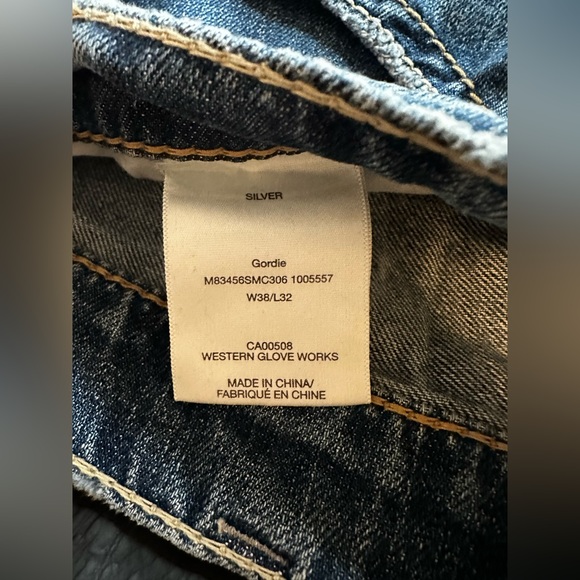 SILVER
Gordie
M83456SMC306 1005557
W38/L32
CA00508
WESTERN GLOVE WORKS
MADE IN CHINA/
FABRIQUÉ EN CHINE